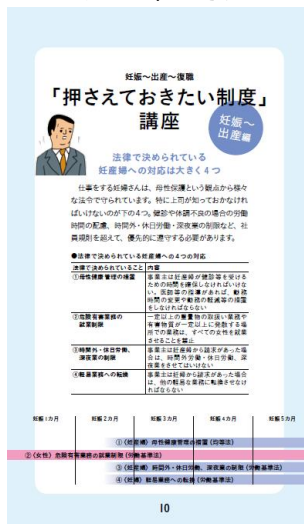 妊娠～出産～復職
「押さえておきたい制度」
講座
妊娠～
出産編
法律で決められている
妊産婦への対応は大きく4つ
仕事をする妊婦さんは、母性保護という観点から様々
な法令で守られています。特に上司が知っておかなけれ
ばいけないのが下の4つ。健診や体調不良の場合の労働
時間の配慮、時間外・休日労働・深夜業の制限など、社
員規則を超えて、優先的に遵守する必要があります。
●法律で決められている妊産婦への4つの対応
法律で決められていること 内容
①母性健康管理の措置 事業主は妊産婦が健診等を受ける
ための時間を確保しなければいけな
い。医師等の指導があれば、勤務
時間の変更や勤務の軽減等の措置
をしなければならない
②危険有害業務の
就業制限
一定以上の重量物の取扱い業務や
有害物質が一定以上に発散する場
所での業務は、すべての女性を就業
させることを禁止
③時間外・休日労働、
深夜業の制限
事業主は妊産婦から請求があった場
合は、時間外労働・休日労働、深
夜業をさせてはいけない
④軽易業務への転換 事業主は妊婦から請求があった場合
は、他の軽易な業務に転換させなけ
ればならない
妊娠1カ月 妊娠2カ月 妊娠3カ月 妊娠4カ月 妊娠5カ月
①（妊産婦）母性健康管理の措置（均等法）
②（女性）危険有害業務の就業制限（労働基準法）
③（妊産婦）時間外・休日労働、深夜業の制限（労働基準法）
④（妊婦）軽易業務への転換（労働基準法）
10